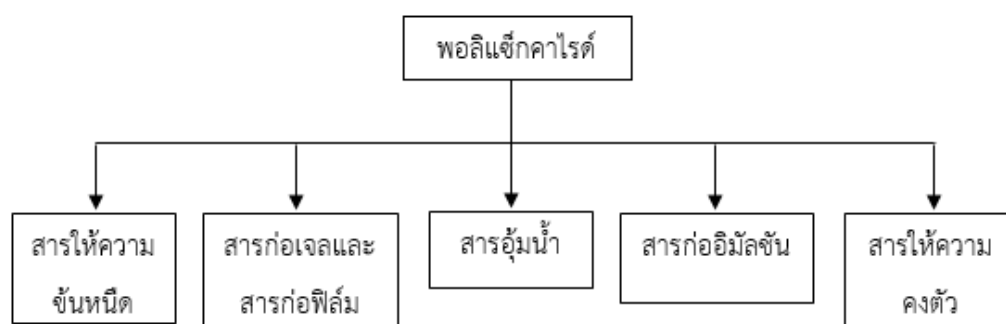 พอลิแซ็กคาไรด์
สารให้ความ
ข้นหนืด
สารก่อเจลและ
สารก่อฟิล์ม
สารอุ้มน้ำ
สารก่ออิมัลชัน
สารให้ความ
คงตัว